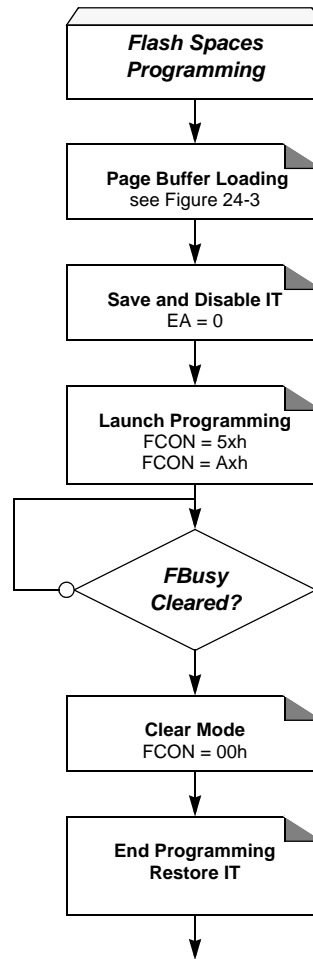 Flash Spaces
Programming
Page Buffer Loading
see Figure 24-3
Save and Disable IT
EA = 0
Launch Programming
FCON = 5xh
FCON = Axh
FBusy
Cleared?
Clear Mode
FCON = 00h
End Programming
Restore IT